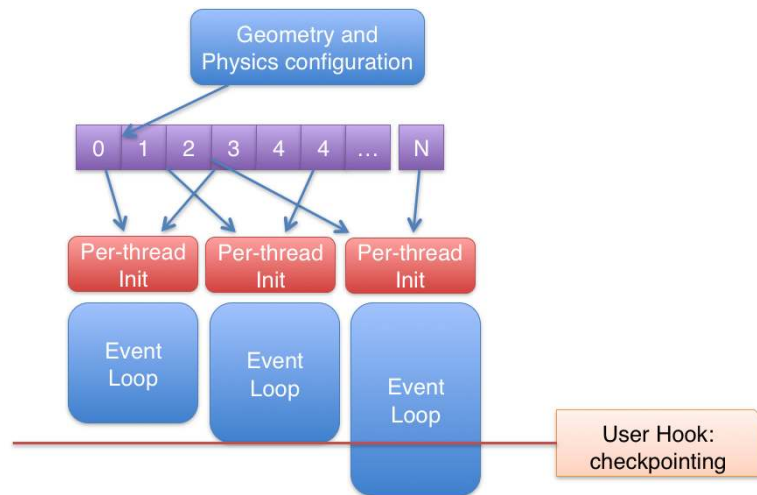 Geometry and
Physics configuration
0 1 2 3 4 4 ... N
Per-thread
Init
Per-thread
Init
Per-thread
Init
Event
Loop
Event
Loop
Event
Loop
User Hook:
checkpointing